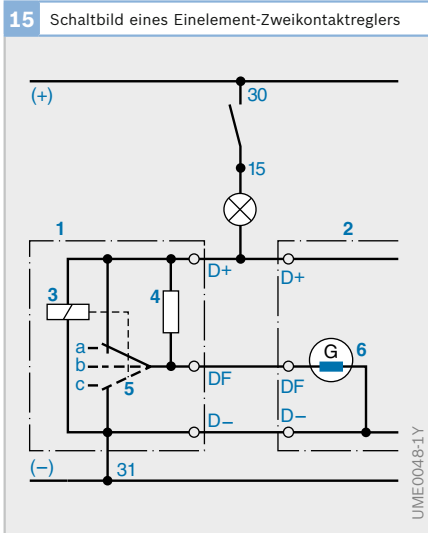 15 Schaltbild eines Einelement-Zweikontaktreglers
(+) 30
15
1 2
D+ D+
3 4
a
b
c 5
G 6
DF DF
D– D–
(–) 31
UME0048-1Y